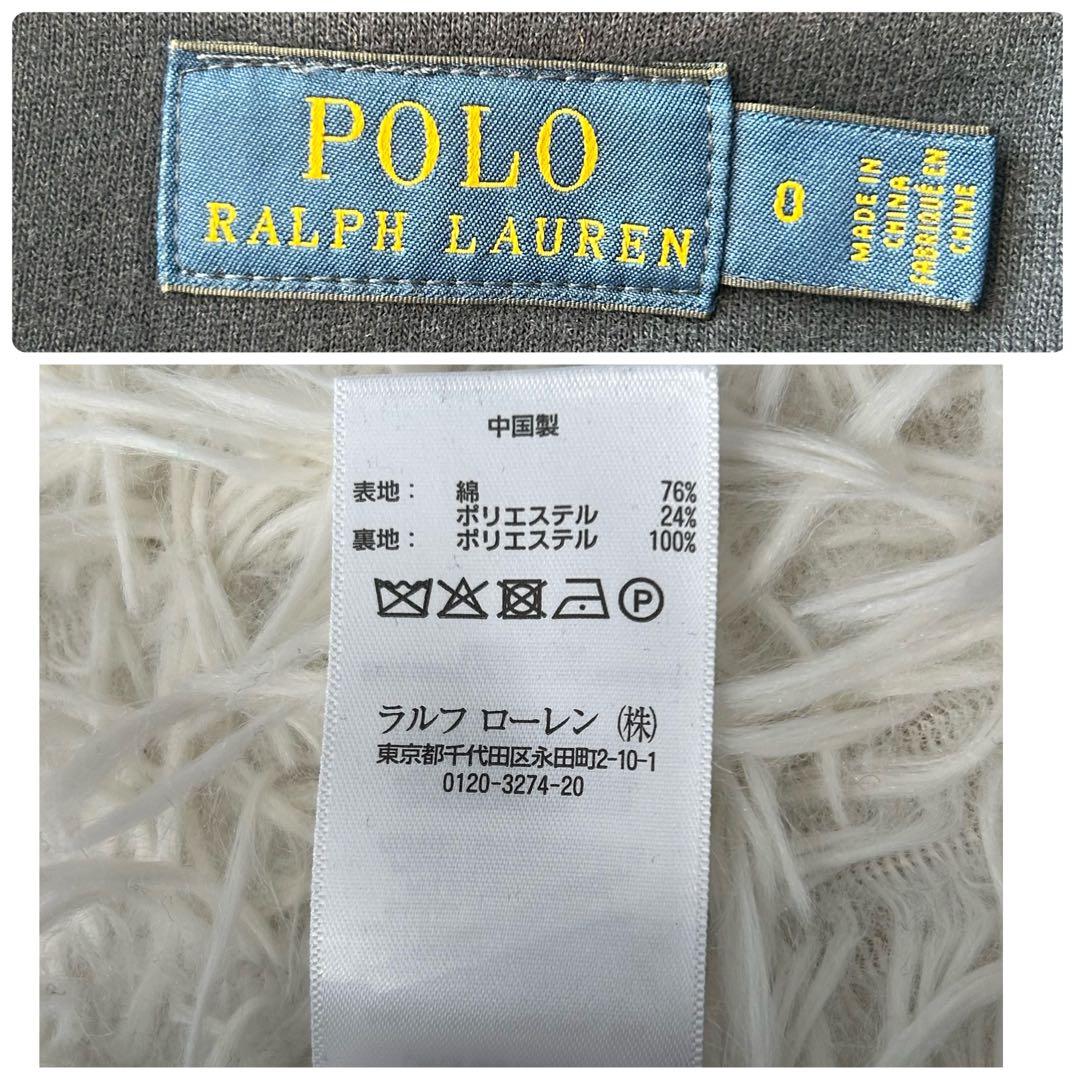 POLO
RALPH LAUREN
0
MADE IN
CHINA
FABRIQUÉ EN
CHINE
中国製
表地： 綿 76%
ポリエステル 24%
裏地： ポリエステル 100%
P
ラルフ ローレン ㈱
東京都千代田区永田町2-10-1
0120-3274-20